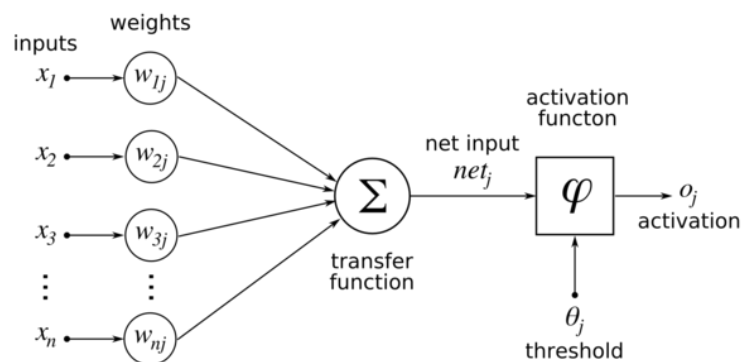 weights
inputs
x1
w1j
activation
functon
x2
w2j
net input
netj
Σ
φ
oj
activation
x3
w3j
transfer
function
⋮
⋮
θj
threshold
xn
wnj